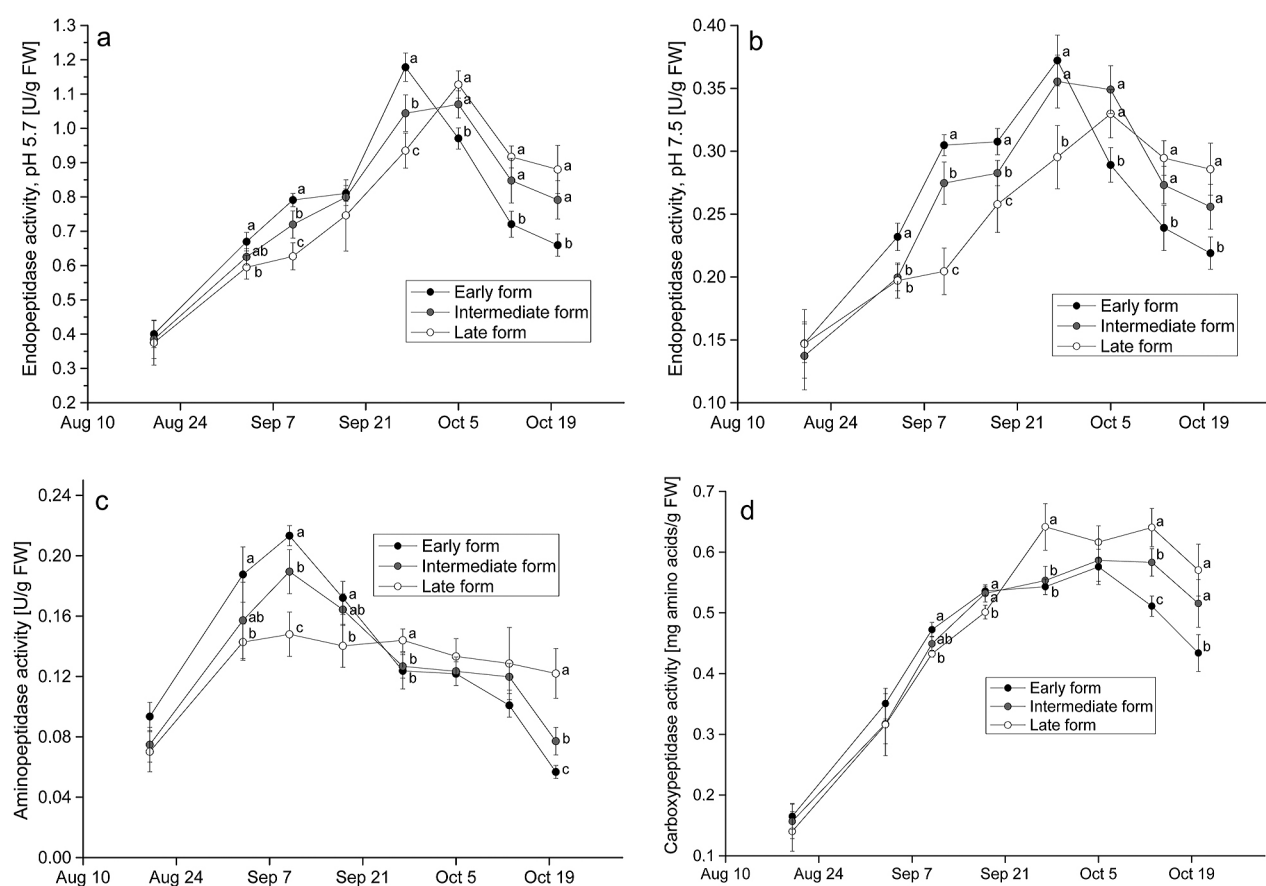 a
Endopeptidase activity, pH 5.7 [U/g FW]
1.3
1.2
1.1
1.0
0.9
0.8
0.7
0.6
0.5
0.4
0.3
0.2
a
ab
b
a
b
c
a
b
c
a
a
b
a
a
b
a
a
b
Early form
Intermediate form
Late form
Aug 10 Aug 24 Sep 7 Sep 21 Oct 5 Oct 19
b
Endopeptidase activity, pH 7.5 [U/g FW]
0.40
0.35
0.30
0.25
0.20
0.15
0.10
a
b
b
a
b
c
a
b
c
a
a
b
a
a
b
a
a
b
a
a
b
Early form
Intermediate form
Late form
Aug 10 Aug 24 Sep 7 Sep 21 Oct 5 Oct 19
c
Aminopeptidase activity [U/g FW]
0.24
0.20
0.16
0.12
0.08
0.04
0.00
a
ab
b
a
b
c
a
ab
b
a
b
b
a
b
c
Early form
Intermediate form
Late form
Aug 10 Aug 24 Sep 7 Sep 21 Oct 5 Oct 19
d
Carboxypeptidase activity [mg amino acids/g FW]
0.7
0.6
0.5
0.4
0.3
0.2
0.1
a
ab
b
a
a
b
a
b
b
a
b
c
a
a
b
Early form
Intermediate form
Late form
Aug 10 Aug 24 Sep 7 Sep 21 Oct 5 Oct 19